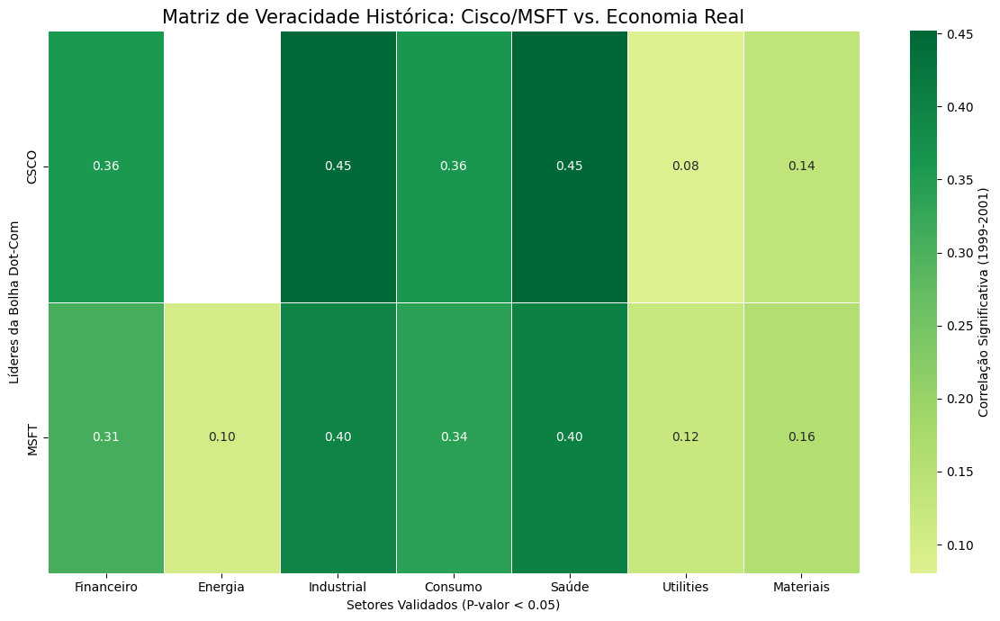 Matriz de Veracidade Histórica: Cisco/MSFT vs. Economia Real
Líderes da Bolha Dot-Com
CSCO
0.36
0.45
0.36
0.45
0.08
0.14
MSFT
0.31
0.10
0.40
0.34
0.40
0.12
0.16
Financeiro
Energia
Industrial
Consumo
Saúde
Utilities
Materiais
Setores Validados (P-valor < 0.05)
0.45
0.40
0.35
0.30
0.25
0.20
0.15
0.10
Correlação Significativa (1999-2001)